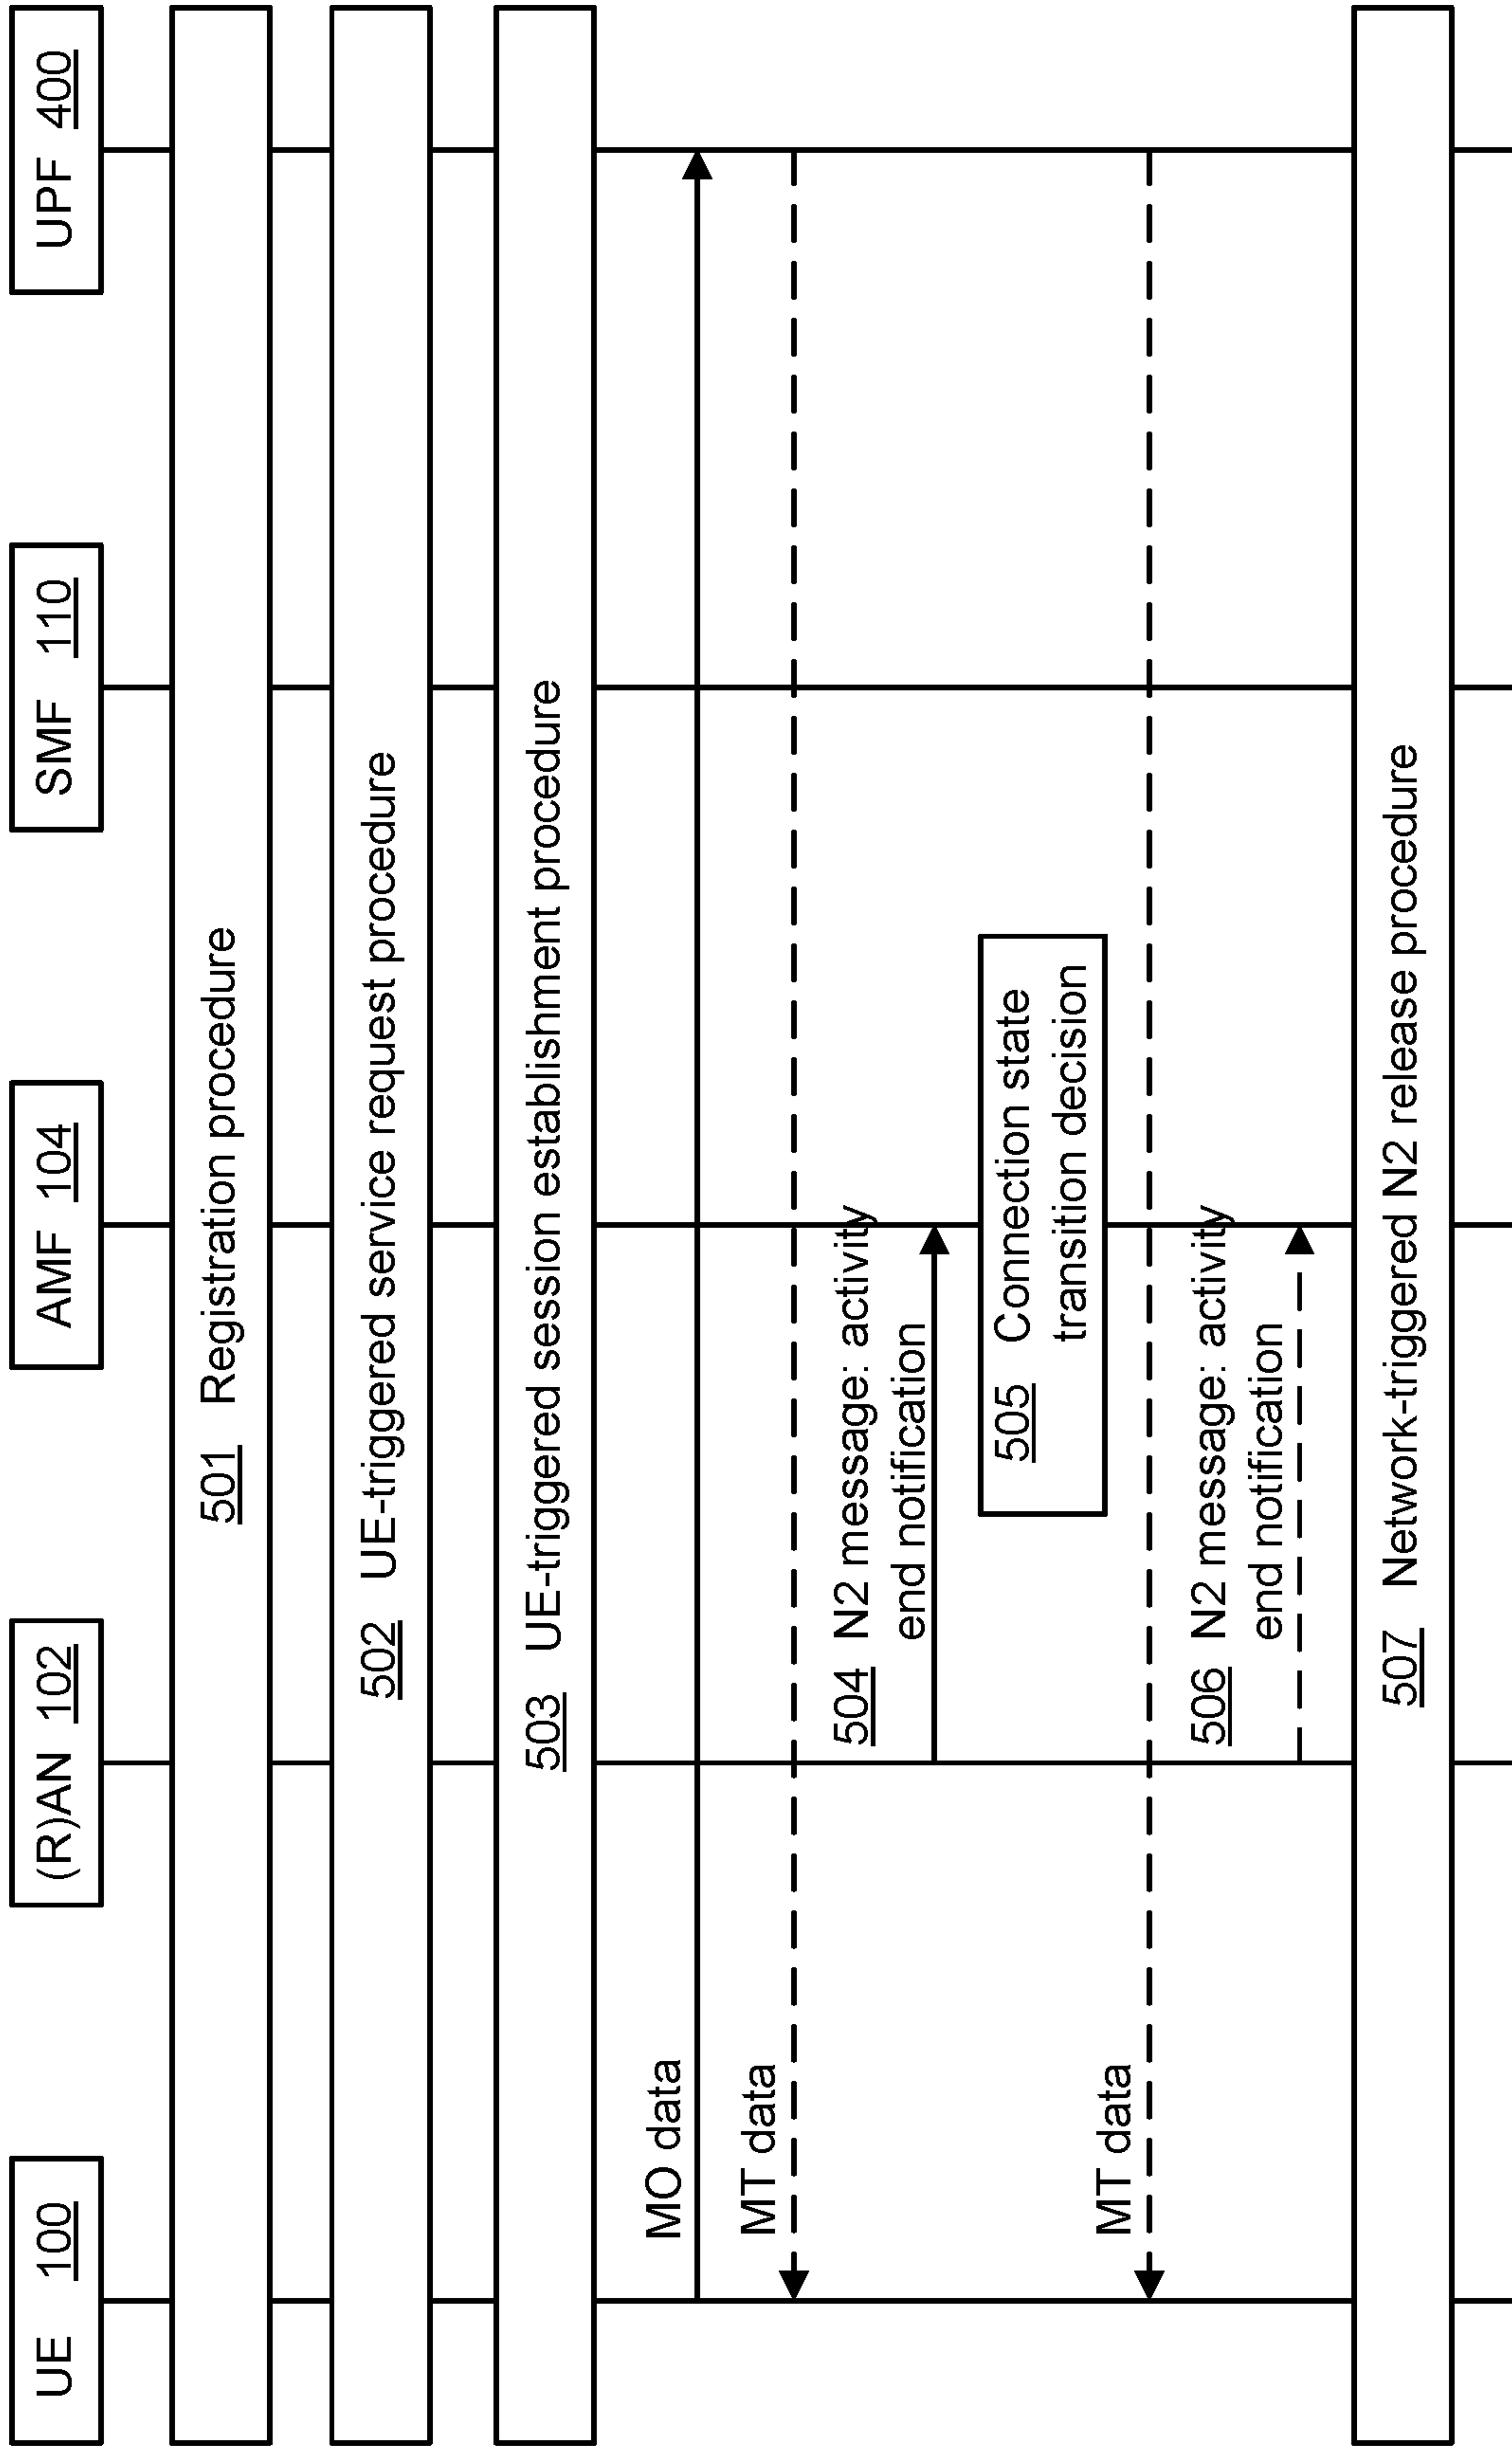 UE 100
(R)AN 102
AMF 104
SMF 110
UPF 400
501 Registration procedure
502 UE-triggered service request procedure
503 UE-triggered session establishment procedure
MO data
MT data
504 N2 message: activity
end notification
505 Connection state
transition decision
MT data
506 N2 message: activity
end notification
507 Network-triggered N2 release procedure